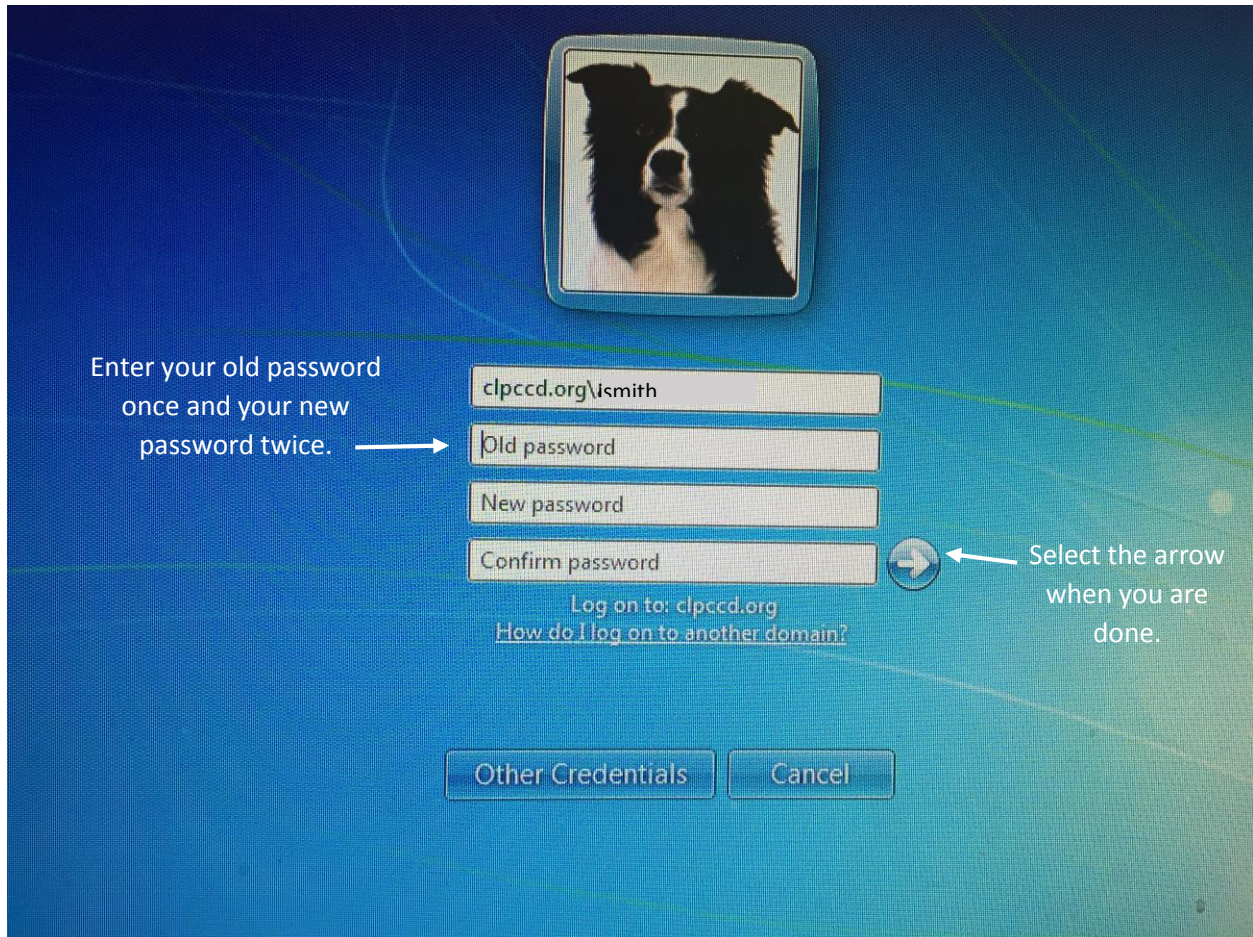 Enter your old password
once and your new
password twice.
clpccd.org\jsmith
Old password
New password
Confirm password
Select the arrow
when you are
done.
Log on to: clpccd.org
How do I log on to another domain?
Other Credentials
Cancel